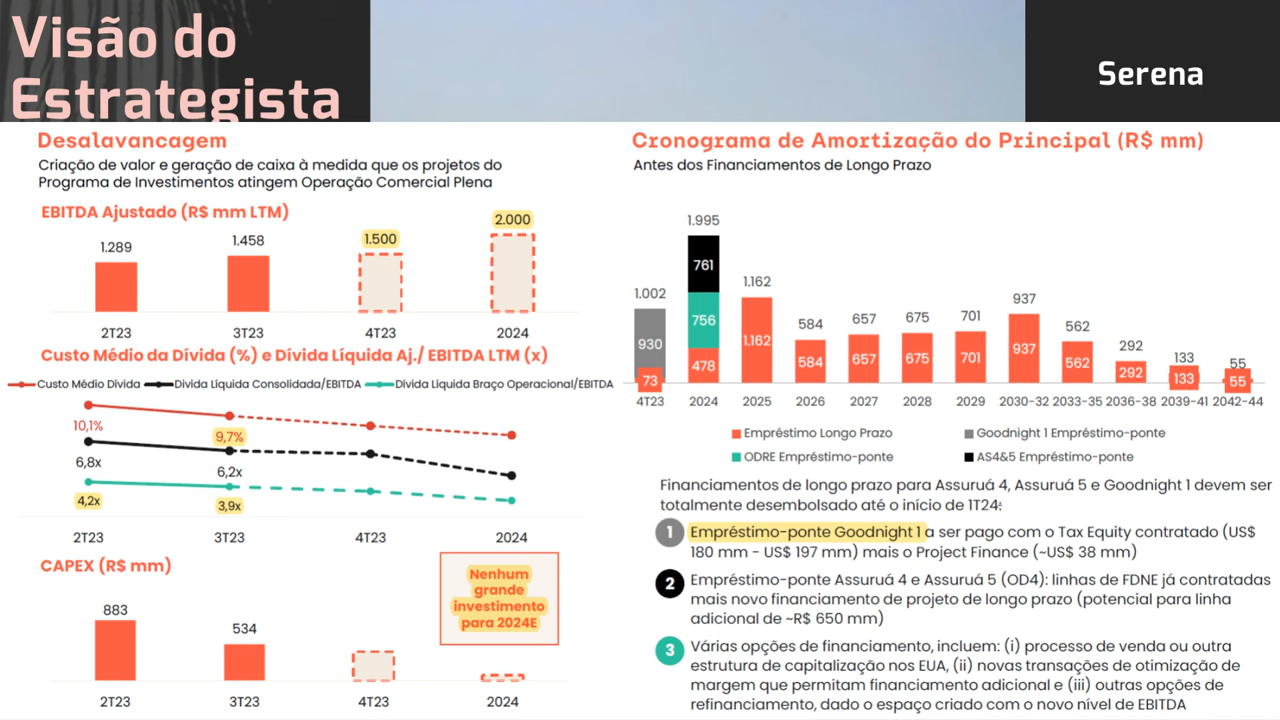 Visão do
Estrategista
Serena
Desalavancagem
Criação de valor e geração de caixa à medida que os projetos do
Programa de Investimentos atingem Operação Comercial Plena
EBITDA Ajustado (R$ mm LTM)
1.289
1.458
1.500
2.000
2T23
3T23
4T23
2024
Custo Médio da Dívida (%) e Dívida Líquida Aj./ EBITDA LTM (x)
Custo Médio Dívida
Dívida Líquida Consolidada/EBITDA
Dívida Líquida Braço Operacional/EBITDA
10,1%
9,7%
6,8x
6,2x
4,2x
3,9x
2T23
3T23
4T23
2024
CAPEX (R$ mm)
Nenhum
grande
investimento
para 2024E
883
534
2T23
3T23
4T23
2024
Cronograma de Amortização do Principal (R$ mm)
Antes dos Financiamentos de Longo Prazo
1.002
1.995
1.162
584
657
675
701
937
562
292
133
55
930
73
761
756
478
1.162
584
657
675
701
937
562
292
133
55
4T23
2024
2025
2026
2027
2028
2029
2030-32
2033-35
2036-38
2039-41
2042-44
Empréstimo Longo Prazo
Goodnight 1 Empréstimo-ponte
ODRE Empréstimo-ponte
AS4&5 Empréstimo-ponte
Financiamentos de longo prazo para Assuruá 4, Assuruá 5 e Goodnight 1 devem ser
totalmente desembolsado até o início de 1T24:
1 Empréstimo-ponte Goodnight 1 a ser pago com o Tax Equity contratado (US$
180 mm - US$ 197 mm) mais o Project Finance (~US$ 38 mm)
2 Empréstimo-ponte Assuruá 4 e Assuruá 5 (OD4): linhas de FDNE já contratadas
mais novo financiamento de projeto de longo prazo (potencial para linha
adicional de ~R$ 650 mm)
3 Várias opções de financiamento, incluem: (i) processo de venda ou outra
estrutura de capitalização nos EUA, (ii) novas transações de otimização de
margem que permitam financiamento adicional e (iii) outras opções de
refinanciamento, dado o espaço criado com o novo nível de EBITDA